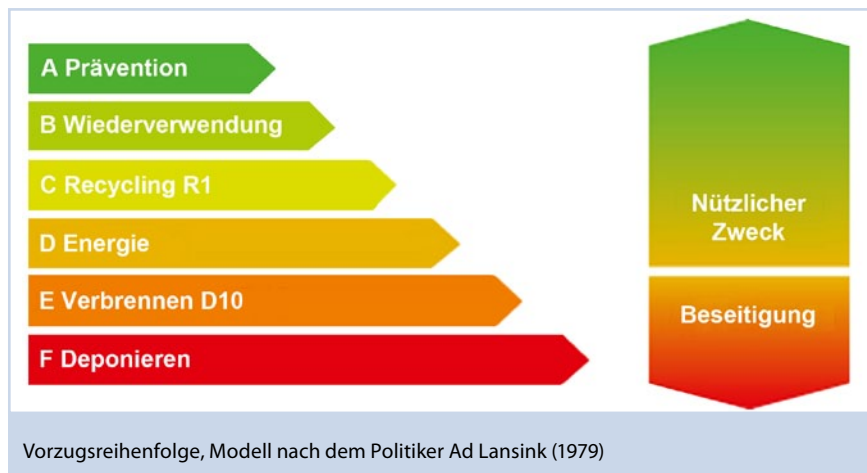 A Prävention
B Wiederverwendung
C Recycling R1
D Energie
E Verbrennen D10
F Deponieren
Nützlicher
Zweck
Beseitigung
Vorzugsreihenfolge, Modell nach dem Politiker Ad Lansink (1979)